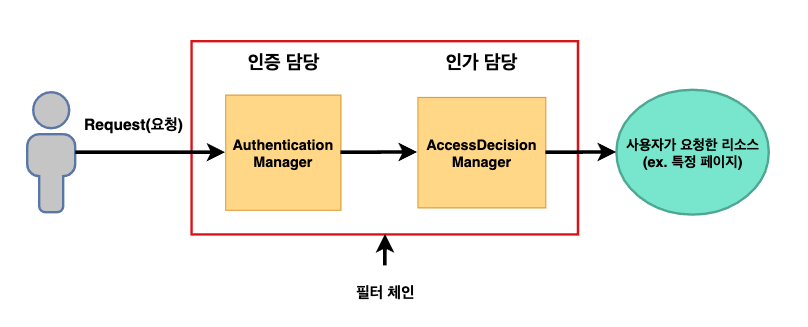 인증 담당
인가 담당
Request(요청)
Authentication
Manager
AccessDecision
Manager
사용자가 요청한 리소스
(ex. 특정 페이지)
필터 체인